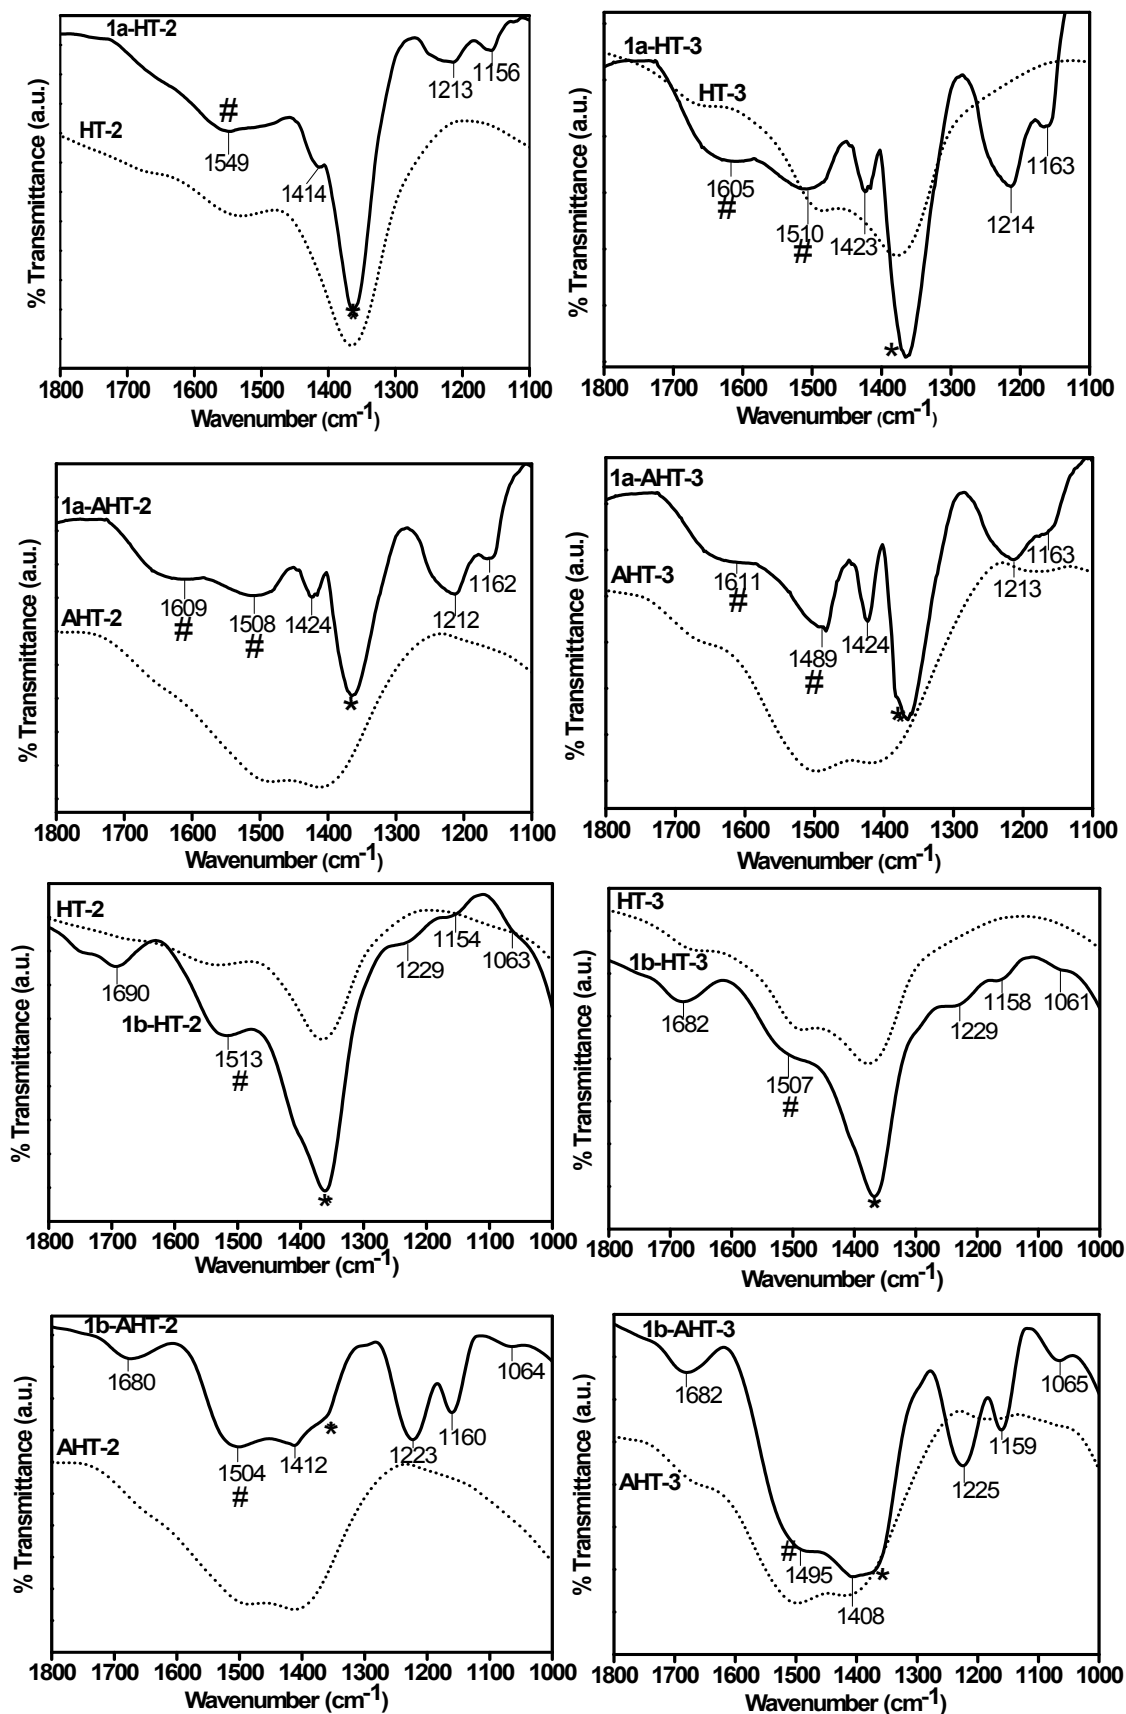 1a-HT-2
HT-2
#
1549
1414
1213
1156
*
% Transmittance (a.u.)
1800 1700 1600 1500 1400 1300 1200 1100
Wavenumber (cm-1)
1a-HT-3
HT-3
1605
#
1510
#
1423
1214
1163
*
% Transmittance (a.u.)
1800 1700 1600 1500 1400 1300 1200 1100
Wavenumber (cm-1)
1a-AHT-2
AHT-2
1609
#
1508
#
1424
1212
1162
*
% Transmittance (a.u.)
1800 1700 1600 1500 1400 1300 1200 1100
Wavenumber (cm-1)
1a-AHT-3
AHT-3
1611
#
1489
#
1424
1213
1163
*
% Transmittance (a.u.)
1800 1700 1600 1500 1400 1300 1200 1100
Wavenumber (cm-1)
HT-2
1b-HT-2
1690
1513
#
1229
1154
1063
*
% Transmittance (a.u.)
1800 1700 1600 1500 1400 1300 1200 1100 1000
Wavenumber (cm-1)
HT-3
1b-HT-3
1682
1507
#
1229
1158
1061
*
% Transmittance (a.u.)
1800 1700 1600 1500 1400 1300 1200 1100 1000
Wavenumber (cm-1)
1b-AHT-2
AHT-2
1680
1504
#
1412
*
1223
1160
1064
% Transmittance (a.u.)
1800 1700 1600 1500 1400 1300 1200 1100 1000
Wavenumber (cm-1)
1b-AHT-3
AHT-3
1682
#
1495
1408
*
1225
1159
1065
% Transmittance (a.u.)
1800 1700 1600 1500 1400 1300 1200 1100 1000
Wavenumber (cm-1)